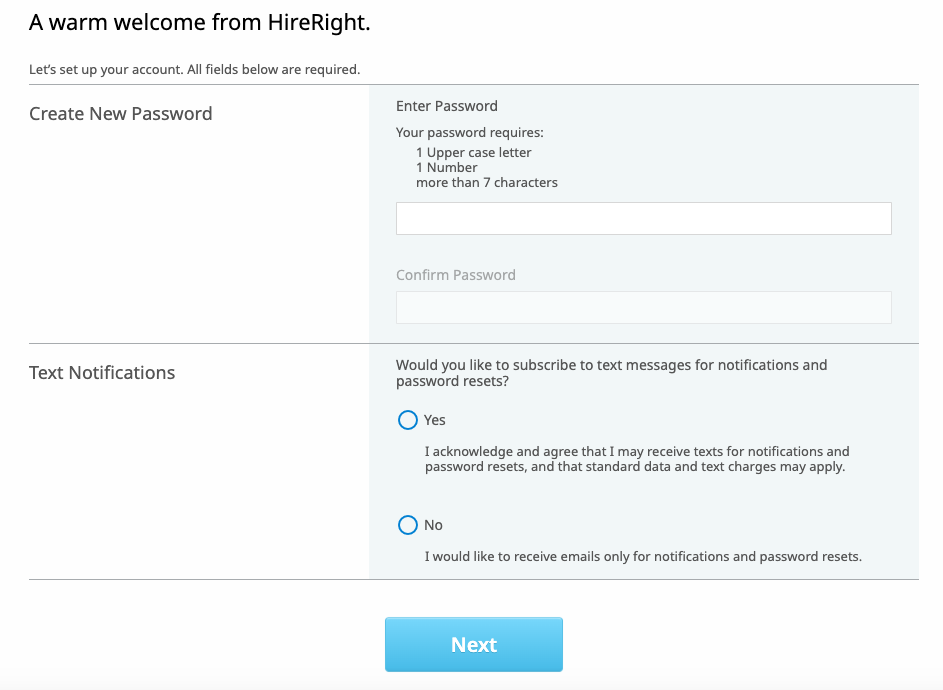 A warm welcome from HireRight.
Let's set up your account. All fields below are required.
Create New Password
Enter Password
Your password requires:
1 Upper case letter
1 Number
more than 7 characters
Confirm Password
Text Notifications
Would you like to subscribe to text messages for notifications and
password resets?
Yes
I acknowledge and agree that I may receive texts for notifications and
password resets, and that standard data and text charges may apply.
No
I would like to receive emails only for notifications and password resets.
Next